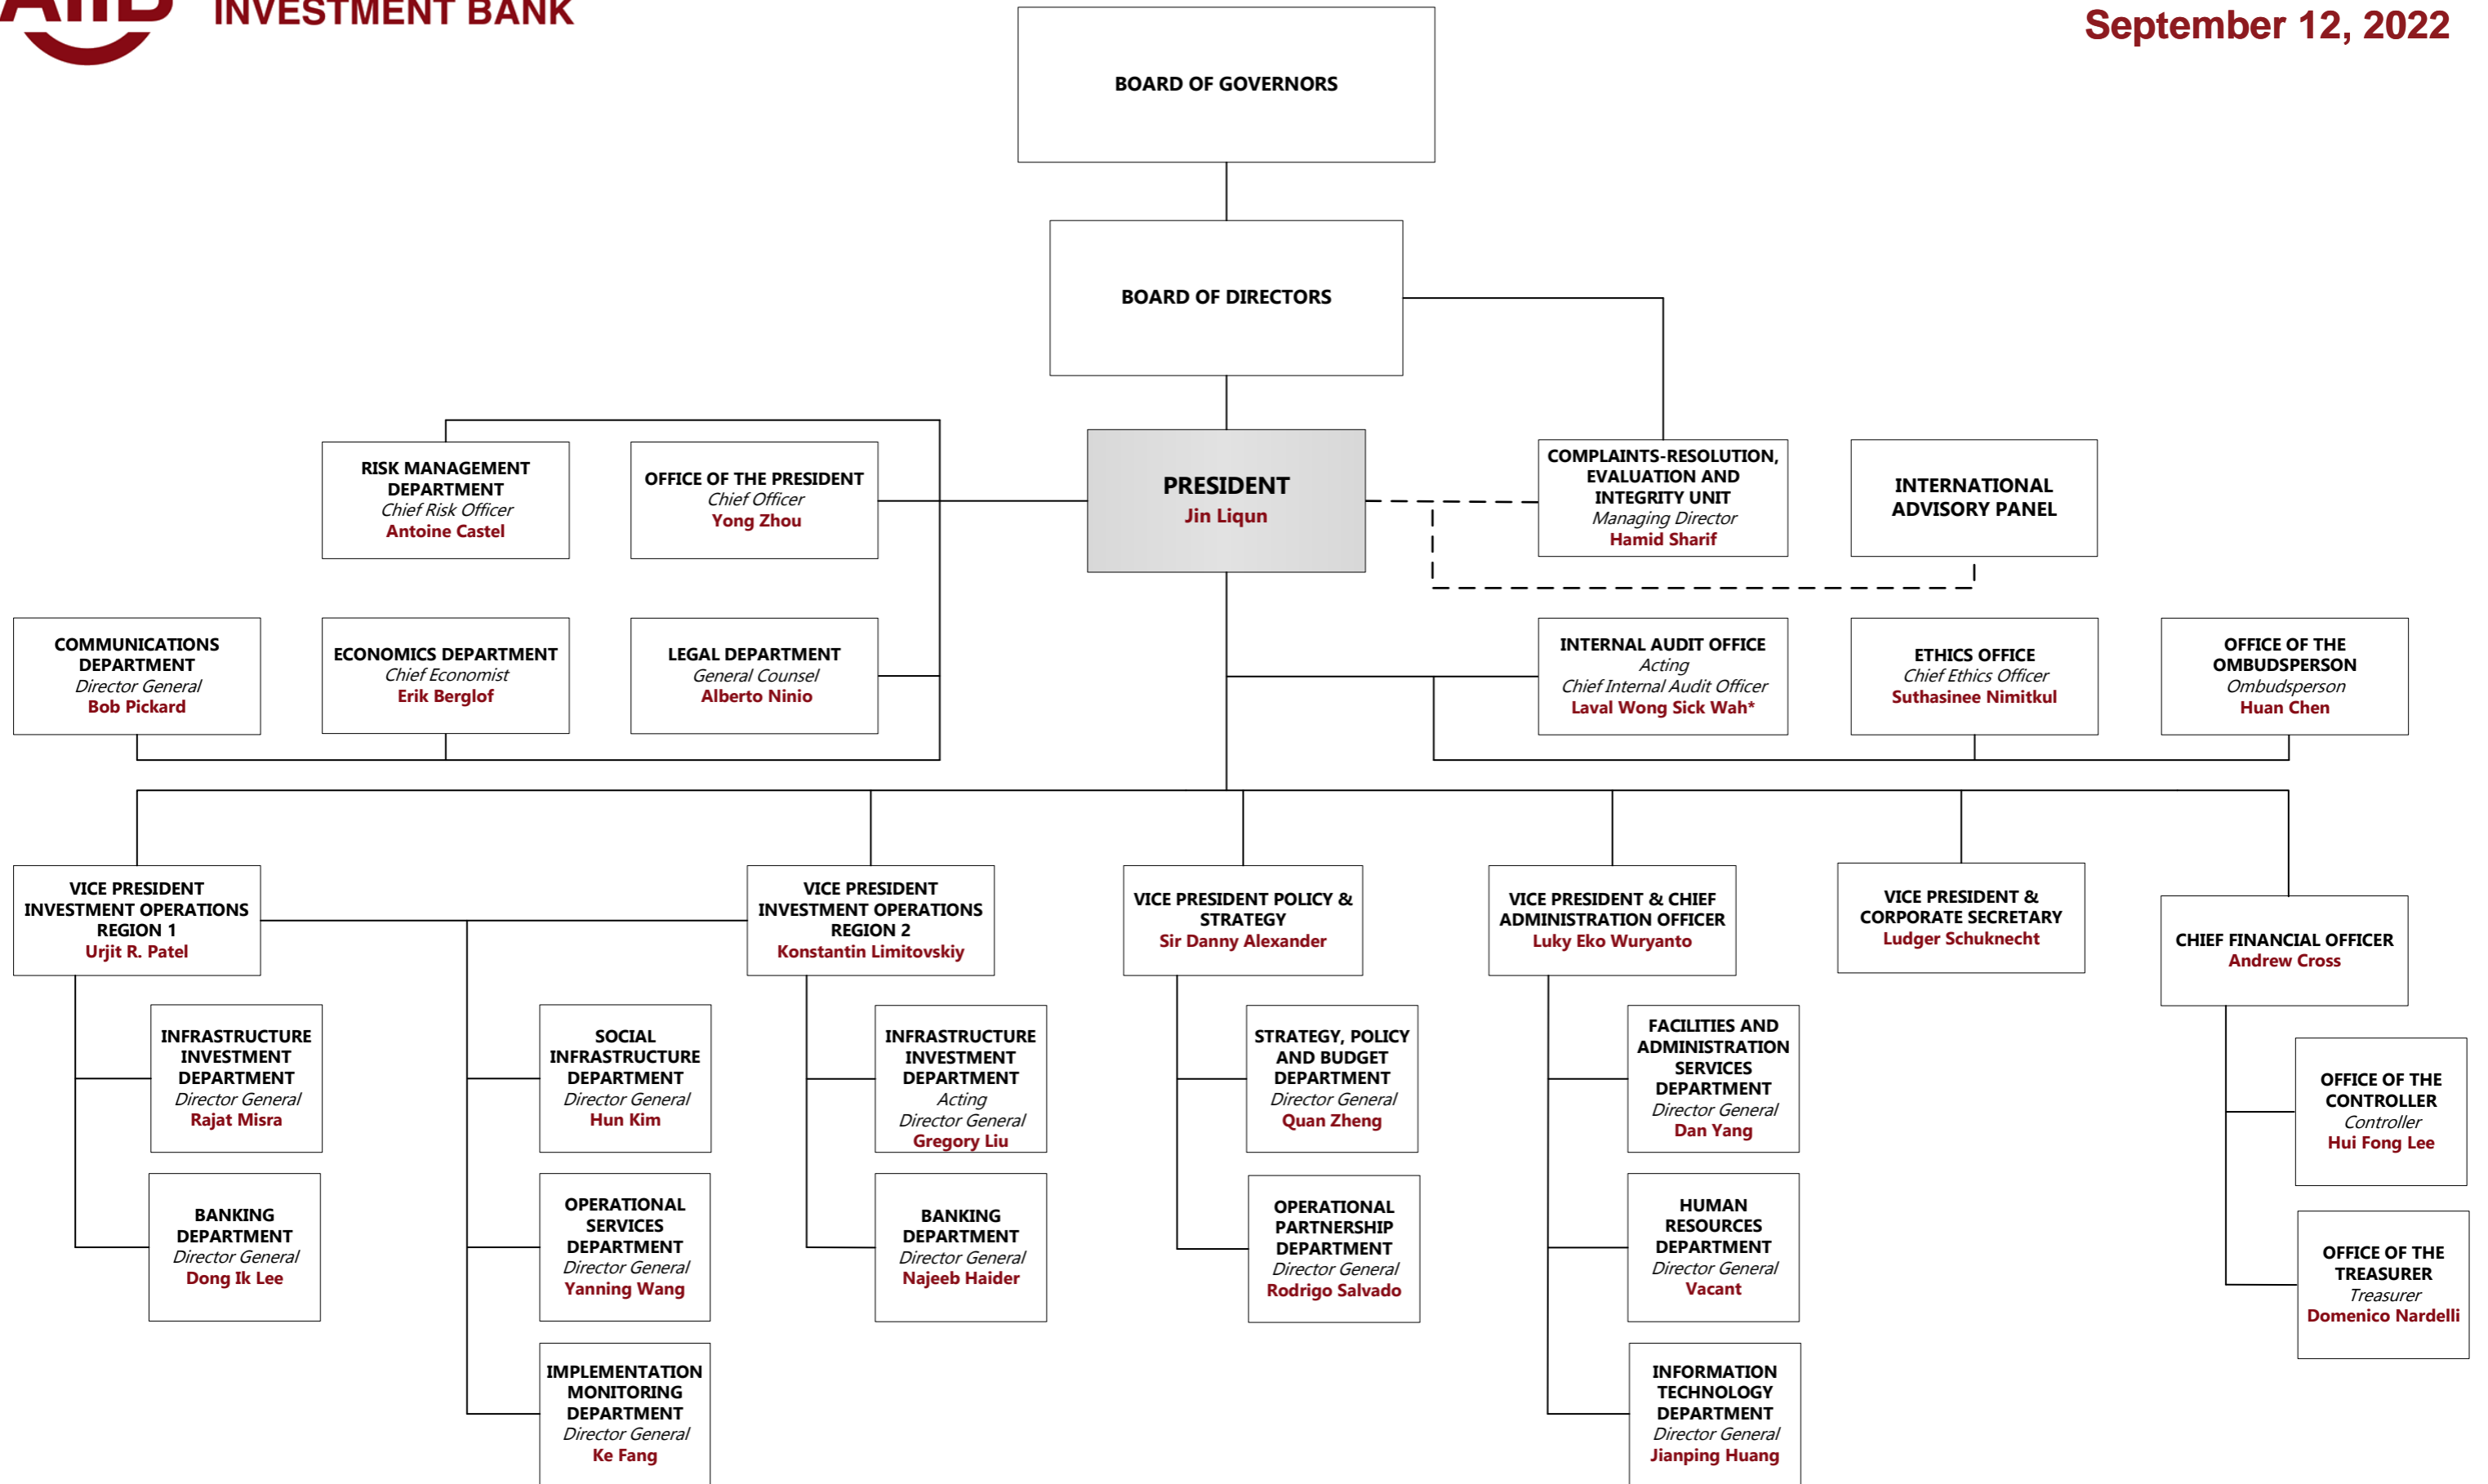 AIIB
INVESTMENT BANK
September 12, 2022
BOARD OF GOVERNORS
BOARD OF DIRECTORS
RISK MANAGEMENT
DEPARTMENT
Chief Risk Officer
Antoine Castel
OFFICE OF THE PRESIDENT
Chief Officer
Yong Zhou
PRESIDENT
Jin Liqun
COMPLAINTS-RESOLUTION,
EVALUATION AND
INTEGRITY UNIT
Managing Director
Hamid Sharif
INTERNATIONAL
ADVISORY PANEL
COMMUNICATIONS
DEPARTMENT
Director General
Bob Pickard
ECONOMICS DEPARTMENT
Chief Economist
Erik Berglof
LEGAL DEPARTMENT
General Counsel
Alberto Ninio
INTERNAL AUDIT OFFICE
Acting
Chief Internal Audit Officer
Laval Wong Sick Wah*
ETHICS OFFICE
Chief Ethics Officer
Suthasinee Nimitkul
OFFICE OF THE
OMBUDSPERSON
Ombudsperson
Huan Chen
VICE PRESIDENT
INVESTMENT OPERATIONS
REGION 1
Urjit R. Patel
VICE PRESIDENT
INVESTMENT OPERATIONS
REGION 2
Konstantin Limitovskiy
VICE PRESIDENT POLICY &
STRATEGY
Sir Danny Alexander
VICE PRESIDENT & CHIEF
ADMINISTRATION OFFICER
Luky Eko Wuryanto
VICE PRESIDENT &
CORPORATE SECRETARY
Ludger Schuknecht
CHIEF FINANCIAL OFFICER
Andrew Cross
INFRASTRUCTURE
INVESTMENT
DEPARTMENT
Director General
Rajat Misra
SOCIAL
INFRASTRUCTURE
DEPARTMENT
Director General
Hun Kim
INFRASTRUCTURE
INVESTMENT
DEPARTMENT
Acting
Director General
Gregory Liu
STRATEGY, POLICY
AND BUDGET
DEPARTMENT
Director General
Quan Zheng
FACILITIES AND
ADMINISTRATION
SERVICES
DEPARTMENT
Director General
Dan Yang
OFFICE OF THE
CONTROLLER
Controller
Hui Fong Lee
BANKING
DEPARTMENT
Director General
Dong Ik Lee
OPERATIONAL
SERVICES
DEPARTMENT
Director General
Yanning Wang
BANKING
DEPARTMENT
Director General
Najeeb Haider
OPERATIONAL
PARTNERSHIP
DEPARTMENT
Director General
Rodrigo Salvado
HUMAN
RESOURCES
DEPARTMENT
Director General
Vacant
OFFICE OF THE
TREASURER
Treasurer
Domenico Nardelli
IMPLEMENTATION
MONITORING
DEPARTMENT
Director General
Ke Fang
INFORMATION
TECHNOLOGY
DEPARTMENT
Director General
Jianping Huang